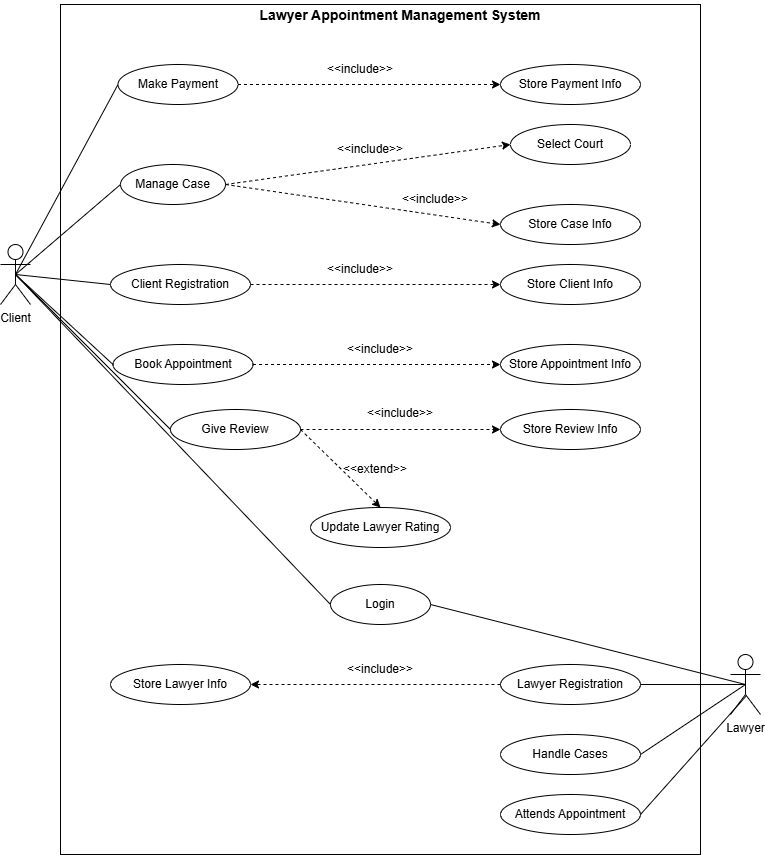 Lawyer Appointment Management System
<<include>>
Make Payment
Store Payment Info
<<include>>
Select Court
Manage Case
<<include>>
Store Case Info
<<include>>
Client Registration
Store Client Info
Client
<<include>>
Book Appointment
Store Appointment Info
<<include>>
Give Review
Store Review Info
<<extend>>
Update Lawyer Rating
Login
<<include>>
Store Lawyer Info
Lawyer Registration
Lawyer
Handle Cases
Attends Appointment